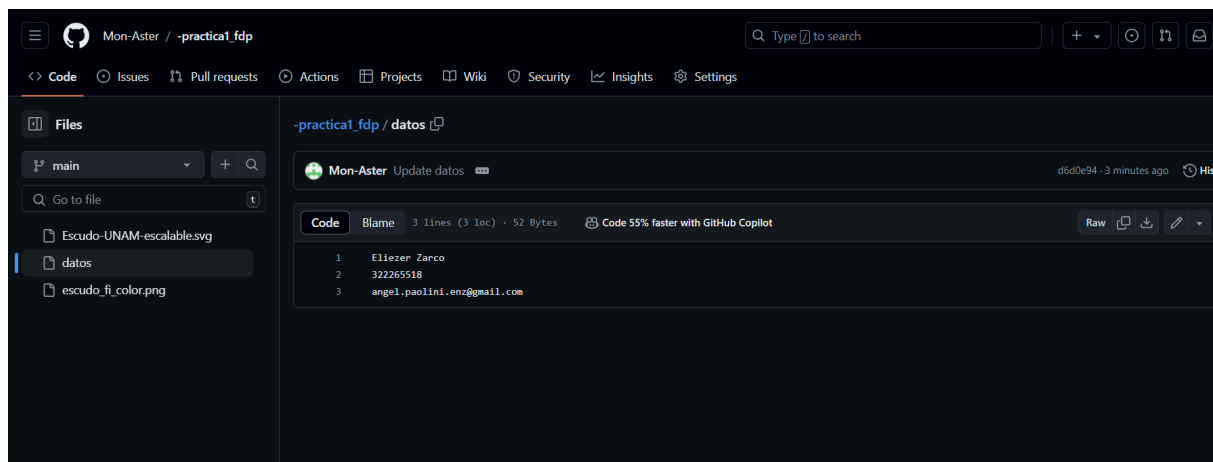 Mon-Aster / -practica1_fdp
Type / to search
Code Issues Pull requests Actions Projects Wiki Security Insights Settings
Files
main
Go to file t
Escudo-UNAM-escalable.svg
datos
escudo_fi_color.png
-practica1_fdp / datos
Mon-Aster Update datos
d6d0e94 · 3 minutes ago His
Code Blame 3 lines (3 loc) · 52 Bytes Code 55% faster with GitHub Copilot Raw
1 Eliezer Zarco
2 322265518
3 angel.paolini.enz@gmail.com